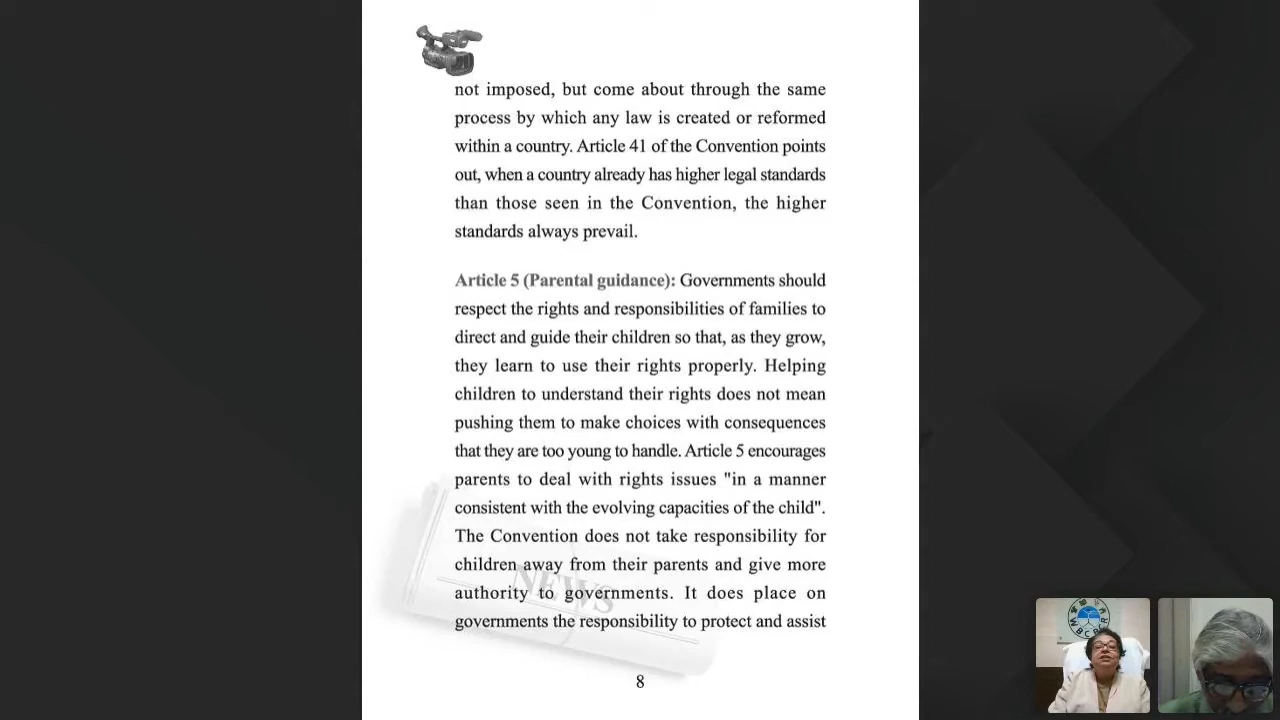 not imposed, but come about through the same
process by which any law is created or reformed
within a country. Article 41 of the Convention points
out, when a country already has higher legal standards
than those seen in the Convention, the higher
standards always prevail.
Article 5 (Parental guidance): Governments should
respect the rights and responsibilities of families to
direct and guide their children so that, as they grow,
they learn to use their rights properly. Helping
children to understand their rights does not mean
pushing them to make choices with consequences
that they are too young to handle. Article 5 encourages
parents to deal with rights issues "in a manner
consistent with the evolving capacities of the child".
The Convention does not take responsibility for
children away from their parents and give more
authority to governments. It does place on
governments the responsibility to protect and assist
NEWS
8